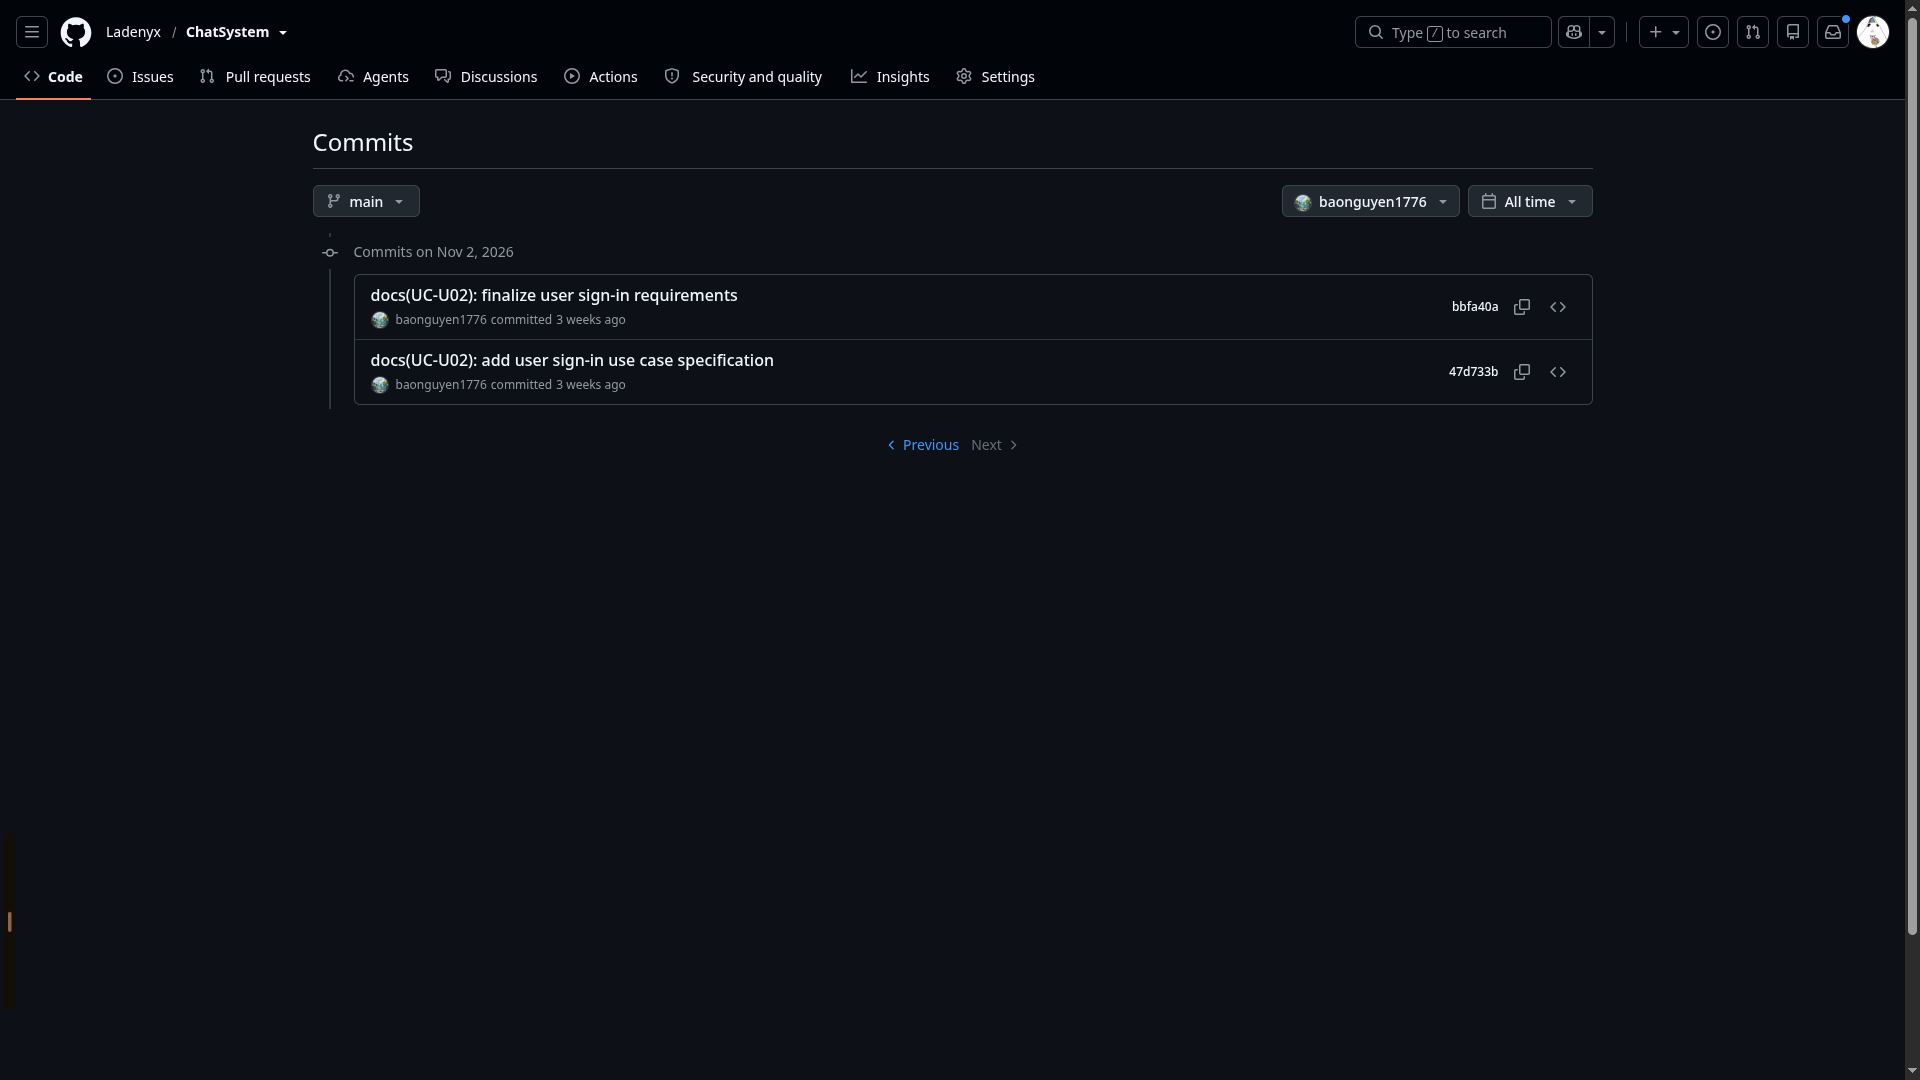 Ladenyx / ChatSystem
Type / to search
Code
Issues
Pull requests
Agents
Discussions
Actions
Security and quality
Insights
Settings
Commits
main
baonguyen1776
All time
Commits on Nov 2, 2026
docs(UC-U02): finalize user sign-in requirements
baonguyen1776 committed 3 weeks ago
bbfa40a
docs(UC-U02): add user sign-in use case specification
baonguyen1776 committed 3 weeks ago
47d733b
Previous Next